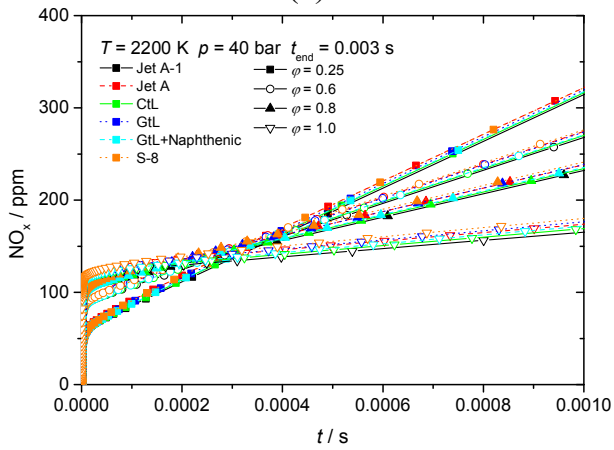 T = 2200 K p = 40 bar t_end = 0.003 s
Jet A-1
Jet A
CtL
GtL
GtL+Naphthenic
S-8
φ = 0.25
φ = 0.6
φ = 0.8
φ = 1.0
NOx / ppm
400
300
200
100
0
0.0000 0.0002 0.0004 0.0006 0.0008 0.0010
t / s